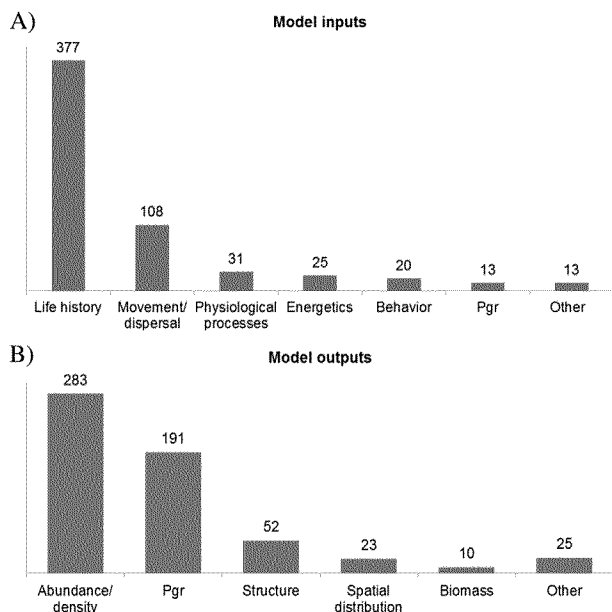 A)
Model inputs
377
108
31
25
20
13
13
Life history
Movement/
dispersal
Physiological
processes
Energetics
Behavior
Pgr
Other
B)
Model outputs
283
191
52
23
10
25
Abundance/
density
Pgr
Structure
Spatial
distribution
Biomass
Other